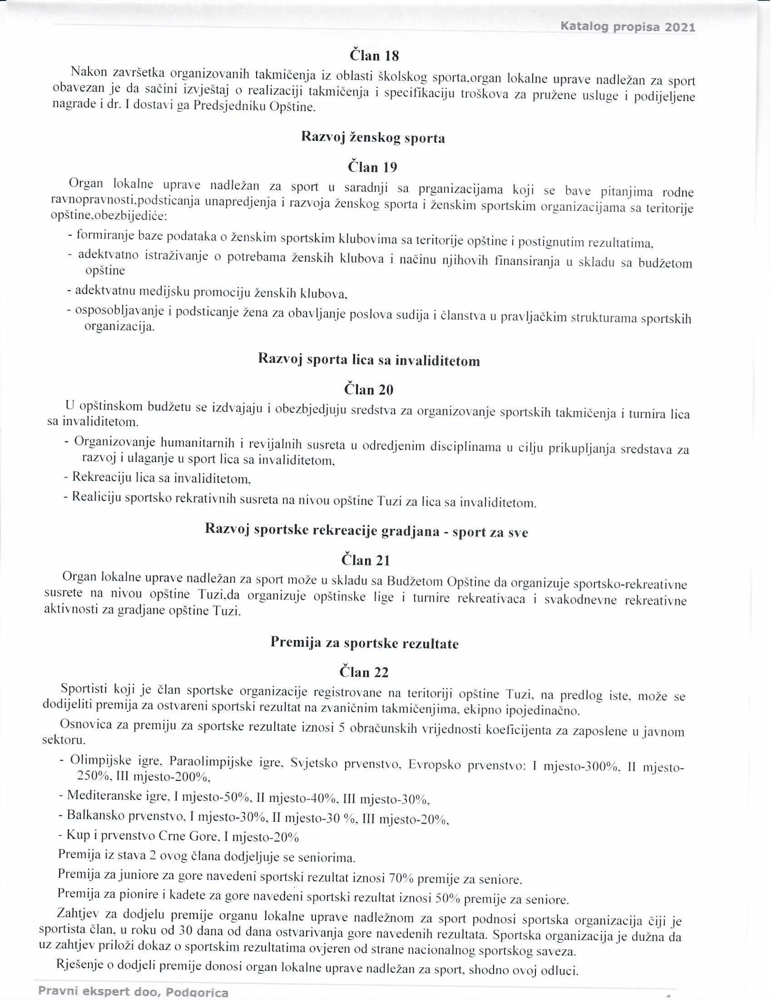 Katalog propisa 2021
Član 18
Nakon završetka organizovanih takmičenja iz oblasti školskog sporta,organ lokalne uprave nadležan za sport
obavezan je da sačini izvještaj o realizaciji takmičenja i specifikaciju troškova za pružene usluge i podijeljene
nagrade i dr. I dostavi ga Predsjedniku Opštine.
Razvoj ženskog sporta
Član 19
Organ lokalne uprave nadležan za sport u saradnji sa prganizacijama koji se bave pitanjima rodne
ravnopravnosti,podsticanja unapredjenja i razvoja ženskog sporta i ženskim sportskim organizacijama sa teritorije
opštine,obezbijediće:
- formiranje baze podataka o ženskim sportskim klubovima sa teritorije opštine i postignutim rezultatima,
- adektvatno istraživanje o potrebama ženskih klubova i načinu njihovih finansiranja u skladu sa budžetom
opštine
- adektvatnu medijsku promociju ženskih klubova,
- osposobljavanje i podsticanje žena za obavljanje poslova sudija i članstva u pravljačkim strukturama sportskih
organizacija.
Razvoj sporta lica sa invaliditetom
Član 20
U opštinskom budžetu se izdvajaju i obezbjedjuju sredstva za organizovanje sportskih takmičenja i turnira lica
sa invaliditetom.
- Organizovanje humanitarnih i revijalnih susreta u odredjenim disciplinama u cilju prikupljanja sredstava za
razvoj i ulaganje u sport lica sa invaliditetom,
- Rekreaciju lica sa invaliditetom,
- Realiciju sportsko rekrativnih susreta na nivou opštine Tuzi za lica sa invaliditetom.
Razvoj sportske rekreacije gradjana - sport za sve
Član 21
Organ lokalne uprave nadležan za sport može u skladu sa Budžetom Opštine da organizuje sportsko-rekreativne
susrete na nivou opštine Tuzi,da organizuje opštinske lige i turnire rekreativaca i svakodnevne rekreativne
aktivnosti za gradjane opštine Tuzi.
Premija za sportske rezultate
Član 22
Sportisti koji je član sportske organizacije registrovane na teritoriji opštine Tuzi, na predlog iste, može se
dodijeliti premija za ostvareni sportski rezultat na zvaničnim takmičenjima, ekipno ipojedinačno.
Osnovica za premiju za sportske rezultate iznosi 5 obračunskih vrijednosti koeficijenta za zaposlene u javnom
sektoru.
- Olimpijske igre, Paraolimpijske igre, Svjetsko prvenstvo, Evropsko prvenstvo: I mjesto-300%, II mjesto-
250%, III mjesto-200%,
- Mediteranske igre, I mjesto-50%, II mjesto-40%, III mjesto-30%,
- Balkansko prvenstvo, I mjesto-30%, II mjesto-30 %, III mjesto-20%,
- Kup i prvenstvo Crne Gore, I mjesto-20%
Premija iz stava 2 ovog člana dodjeljuje se seniorima.
Premija za juniore za gore navedeni sportski rezultat iznosi 70% premije za seniore.
Premija za pionire i kadete za gore navedeni sportski rezultat iznosi 50% premije za seniore.
Zahtjev za dodjelu premije organu lokalne uprave nadležnom za sport podnosi sportska organizacija čiji je
sportista član, u roku od 30 dana od dana ostvarivanja gore navedenih rezultata. Sportska organizacija je dužna da
uz zahtjev priloži dokaz o sportskim rezultatima ovjeren od strane nacionalnog sportskog saveza.
Rješenje o dodjeli premije donosi organ lokalne uprave nadležan za sport, shodno ovoj odluci.
Pravni ekspert doo, Podgorica